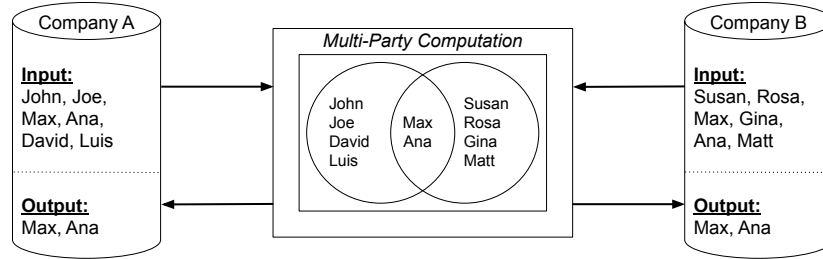 Company A
Input:
John, Joe,
Max, Ana,
David, Luis
Output:
Max, Ana
Multi-Party Computation
John
Joe
David
Luis
Max
Ana
Susan
Rosa
Gina
Matt
Company B
Input:
Susan, Rosa,
Max, Gina,
Ana, Matt
Output:
Max, Ana